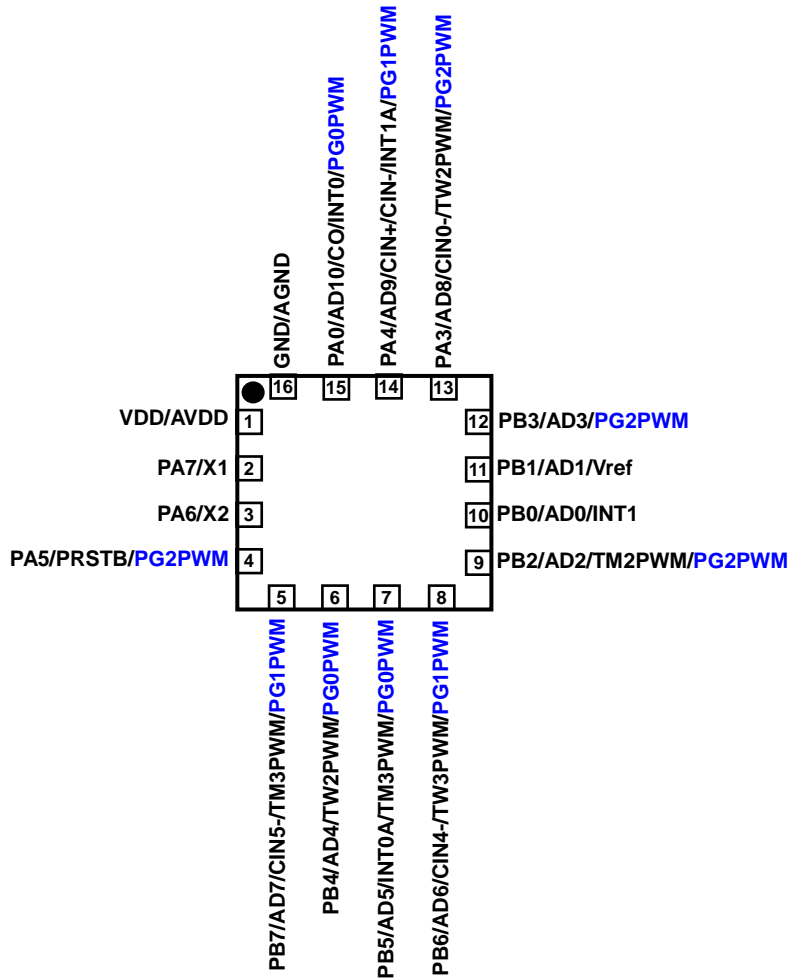 GND/AGND
PA0/AD10/CO/INT0/PG0PWM
PA4/AD9/CIN+/CIN-/INT1A/PG1PWM
PA3/AD8/CIN0-/TW2PWM/PG2PWM
16
15
14
13
VDD/AVDD
1
PA7/X1
2
PA6/X2
3
PA5/PRSTB/PG2PWM
4
12
PB3/AD3/PG2PWM
11
PB1/AD1/Vref
10
PB0/AD0/INT1
9
PB2/AD2/TM2PWM/PG2PWM
5
6
7
8
PB7/AD7/CIN5-/TM3PWM/PG1PWM
PB4/AD4/TW2PWM/PG0PWM
PB5/AD5/INT0A/TM3PWM/PG0PWM
PB6/AD6/CIN4-/TW3PWM/PG1PWM